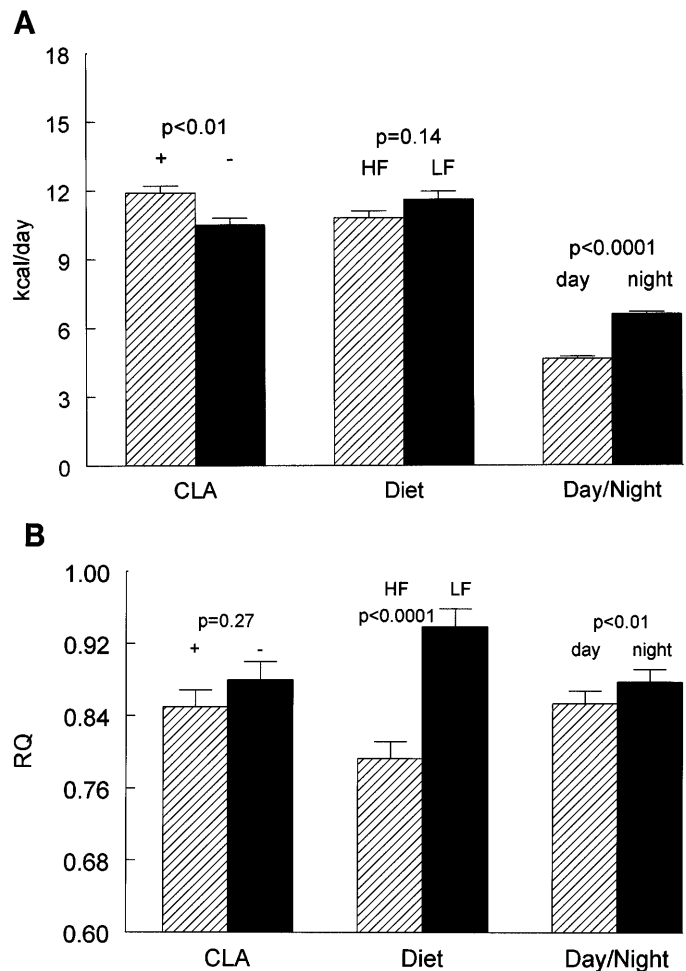 A
18
15
12
9
6
3
0
kcal/day
p<0.01
+ -
p=0.14
HF LF
p<0.0001
day night
CLA Diet Day/Night
B
1.00
0.92
0.84
0.76
0.68
0.60
RQ
p=0.27
+ -
HF LF
p<0.0001
p<0.01
day night
CLA Diet Day/Night